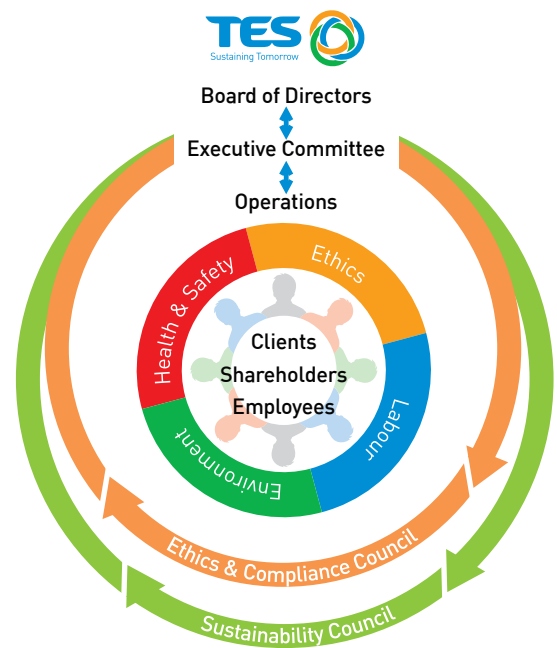 TES
Sustaining Tomorrow
Board of Directors
Executive Committee
Operations
Health & Safety
Ethics
Labour
Environment
Clients
Shareholders
Employees
Ethics & Compliance Council
Sustainability Council